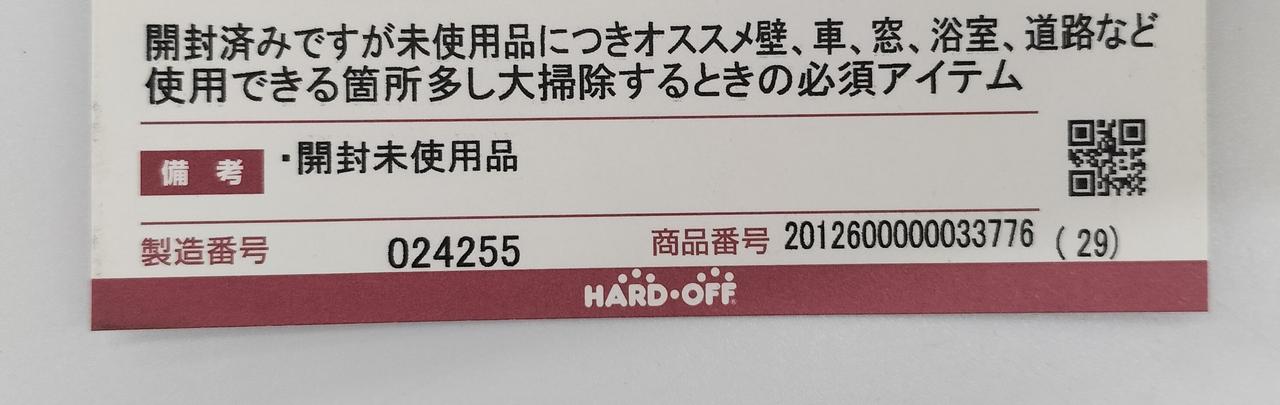 開封済みですが未使用品につきオススメ壁、車、窓、浴室、道路など
使用できる箇所多し大掃除するときの必須アイテム
備考 ・開封未使用品
製造番号 024255 商品番号 2012600000033776 (29)
HARD・OFF